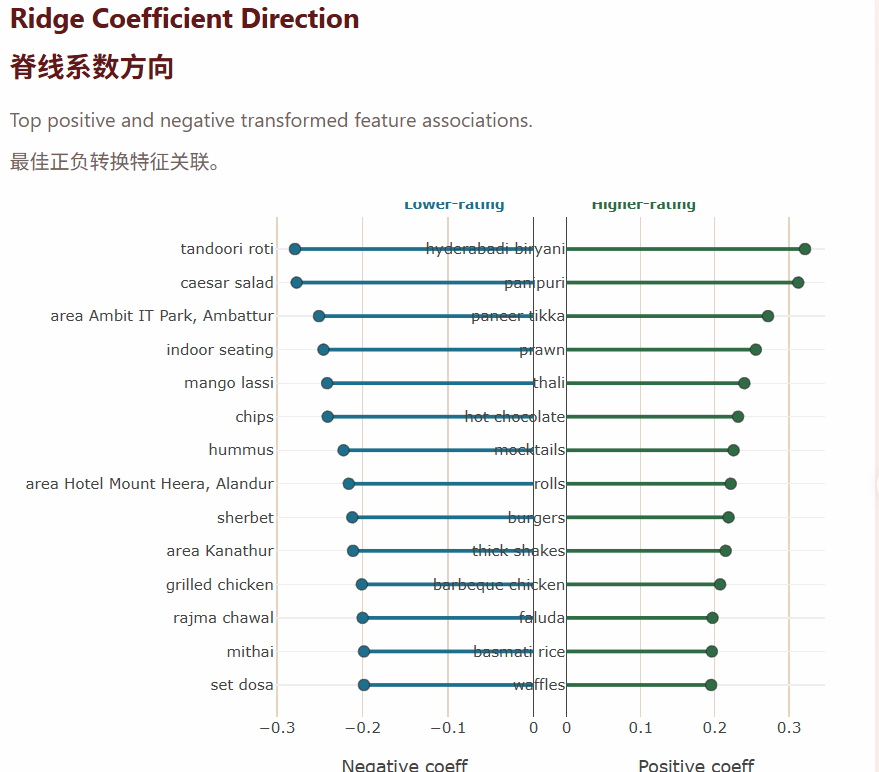 Ridge Coefficient Direction
脊线系数方向
Top positive and negative transformed feature associations.
最佳正负转换特征关联。
Lower-rating Higher-rating
tandoori roti hyderabadi biryani
caesar salad panipuri
area Ambit IT Park, Ambattur paneer tikka
indoor seating prawn
mango lassi thali
chips hot chocolate
hummus mocktails
area Hotel Mount Heera, Alandur rolls
sherbet burgers
area Kanathur thick shakes
grilled chicken barbeque chicken
rajma chawal faluda
mithai basmati rice
set dosa waffles
−0.3 −0.2 −0.1 0 0 0.1 0.2 0.3
Negative coeff Positive coeff